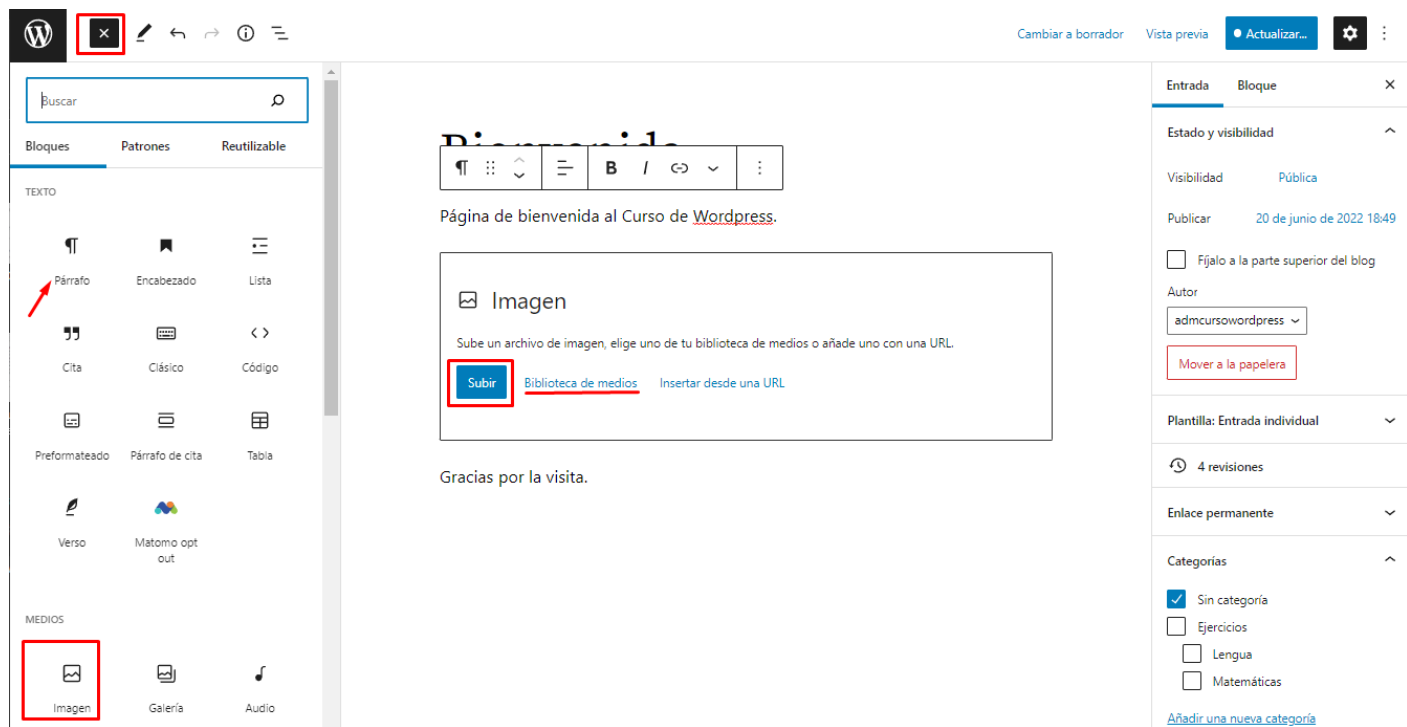 Cambiar a borrador Vista previa Actualizar...
Buscar
Bloques Patrones Reutilizable
TEXTO
Párrafo Encabezado Lista
Cita Clásico Código
Preformateado Párrafo de cita Tabla
Verso Matomo opt
out
MEDIOS
Imagen Galería Audio
Bienvenido
B I
Página de bienvenida al Curso de Wordpress.
Imagen
Sube un archivo de imagen, elige uno de tu biblioteca de medios o añade uno con una URL.
Subir Biblioteca de medios Insertar desde una URL
Gracias por la visita.
Entrada Bloque
Estado y visibilidad
Visibilidad Pública
Publicar 20 de junio de 2022 18:49
Fíjalo a la parte superior del blog
Autor
admcursowordpress
Mover a la papelera
Plantilla: Entrada individual
4 revisiones
Enlace permanente
Categorías
Sin categoría
Ejercicios
Lengua
Matemáticas
Añadir una nueva categoría